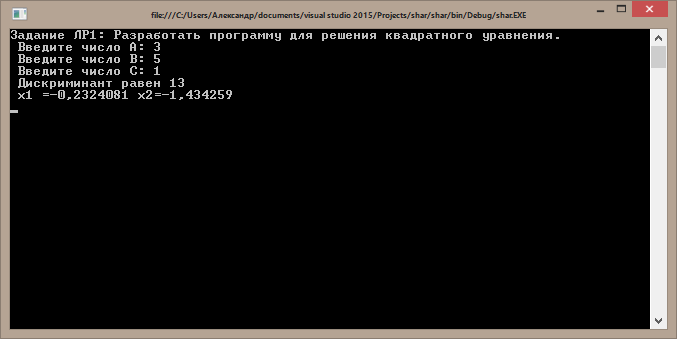 file:///C:/Users/Александр/documents/visual studio 2015/Projects/shar/shar/bin/Debug/shar.EXE
Задание ЛР1: Разработать программу для решения квадратного уравнения.
Введите число A: 3
Введите число B: 5
Введите число C: 1
Дискриминант равен 13
x1 =-0,2324081 x2=-1,434259